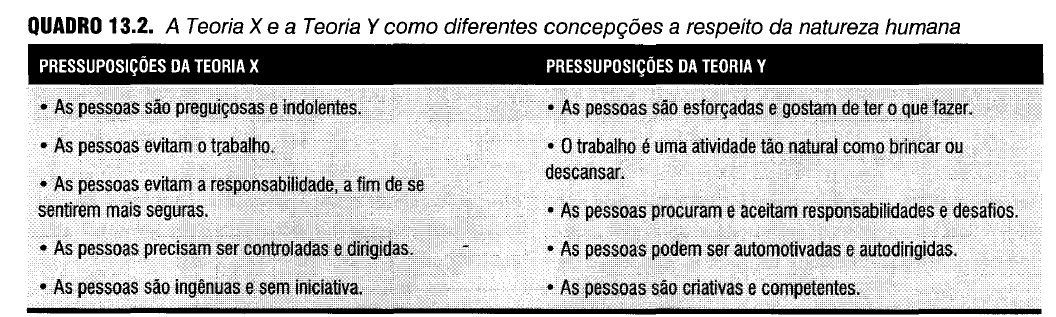 QUADRO 13.2. A Teoria X e a Teoria Y como diferentes concepções a respeito da natureza humana
PRESSUPOSIÇÕES DA TEORIA X
• As pessoas são preguiçosas e indolentes.
• As pessoas evitam o trabalho.
• As pessoas evitam a responsabilidade, a fim de se
sentirem mais seguras.
• As pessoas precisam ser controladas e dirigidas.
• As pessoas são ingênuas e sem iniciativa.
PRESSUPOSIÇÕES DA TEORIA Y
• As pessoas são esforçadas e gostam de ter o que fazer.
• O trabalho é uma atividade tão natural como brincar ou
descansar.
• As pessoas procuram e aceitam responsabilidades e desafios.
• As pessoas podem ser automotivadas e autodirigidas.
• As pessoas são criativas e competentes.